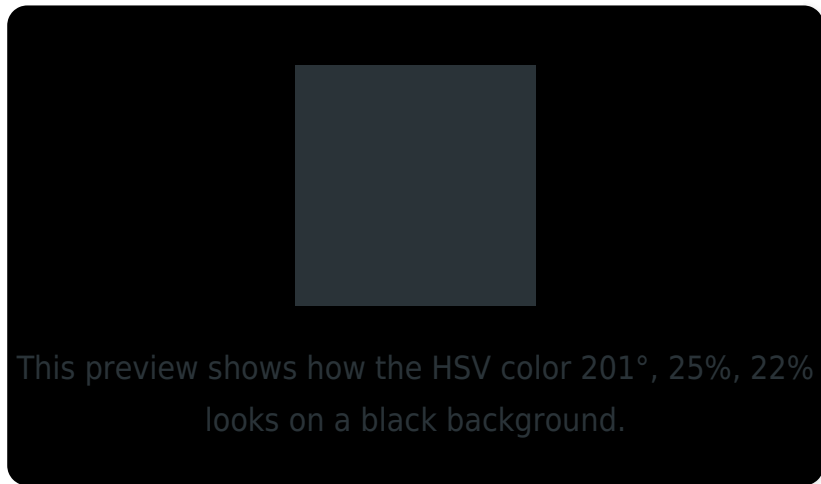 This preview shows how the HSV color 201°, 25%, 22%
looks on a black background.